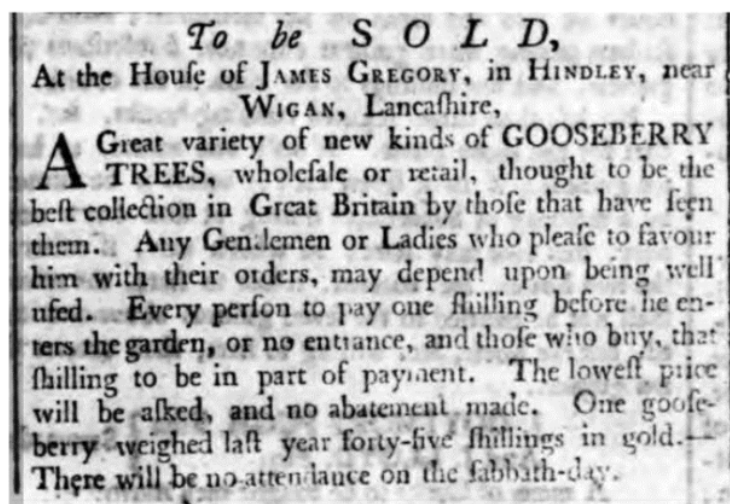 To be SOLD,
At the Houſe of JAMES GREGORY, in HINDLEY, near
WIGAN, Lancaſhire,
A Great variety of new kinds of GOOSEBERRY
TREES, wholeſale or retail, thought to be the
beſt collection in Great Britain by thoſe that have ſeen
them. Any Gentlemen or Ladies who pleaſe to favour
him with their orders, may depend upon being well
uſed. Every perſon to pay one ſhilling before he en-
ters the garden, or no entrance, and thoſe who buy, that
ſhilling to be in part of payment. The loweſt price
will be aſked, and no abatement made. One gooſe-
berry weighed laſt year forty-five ſhillings in gold.—
There will be no attendance on the ſabbath-day.